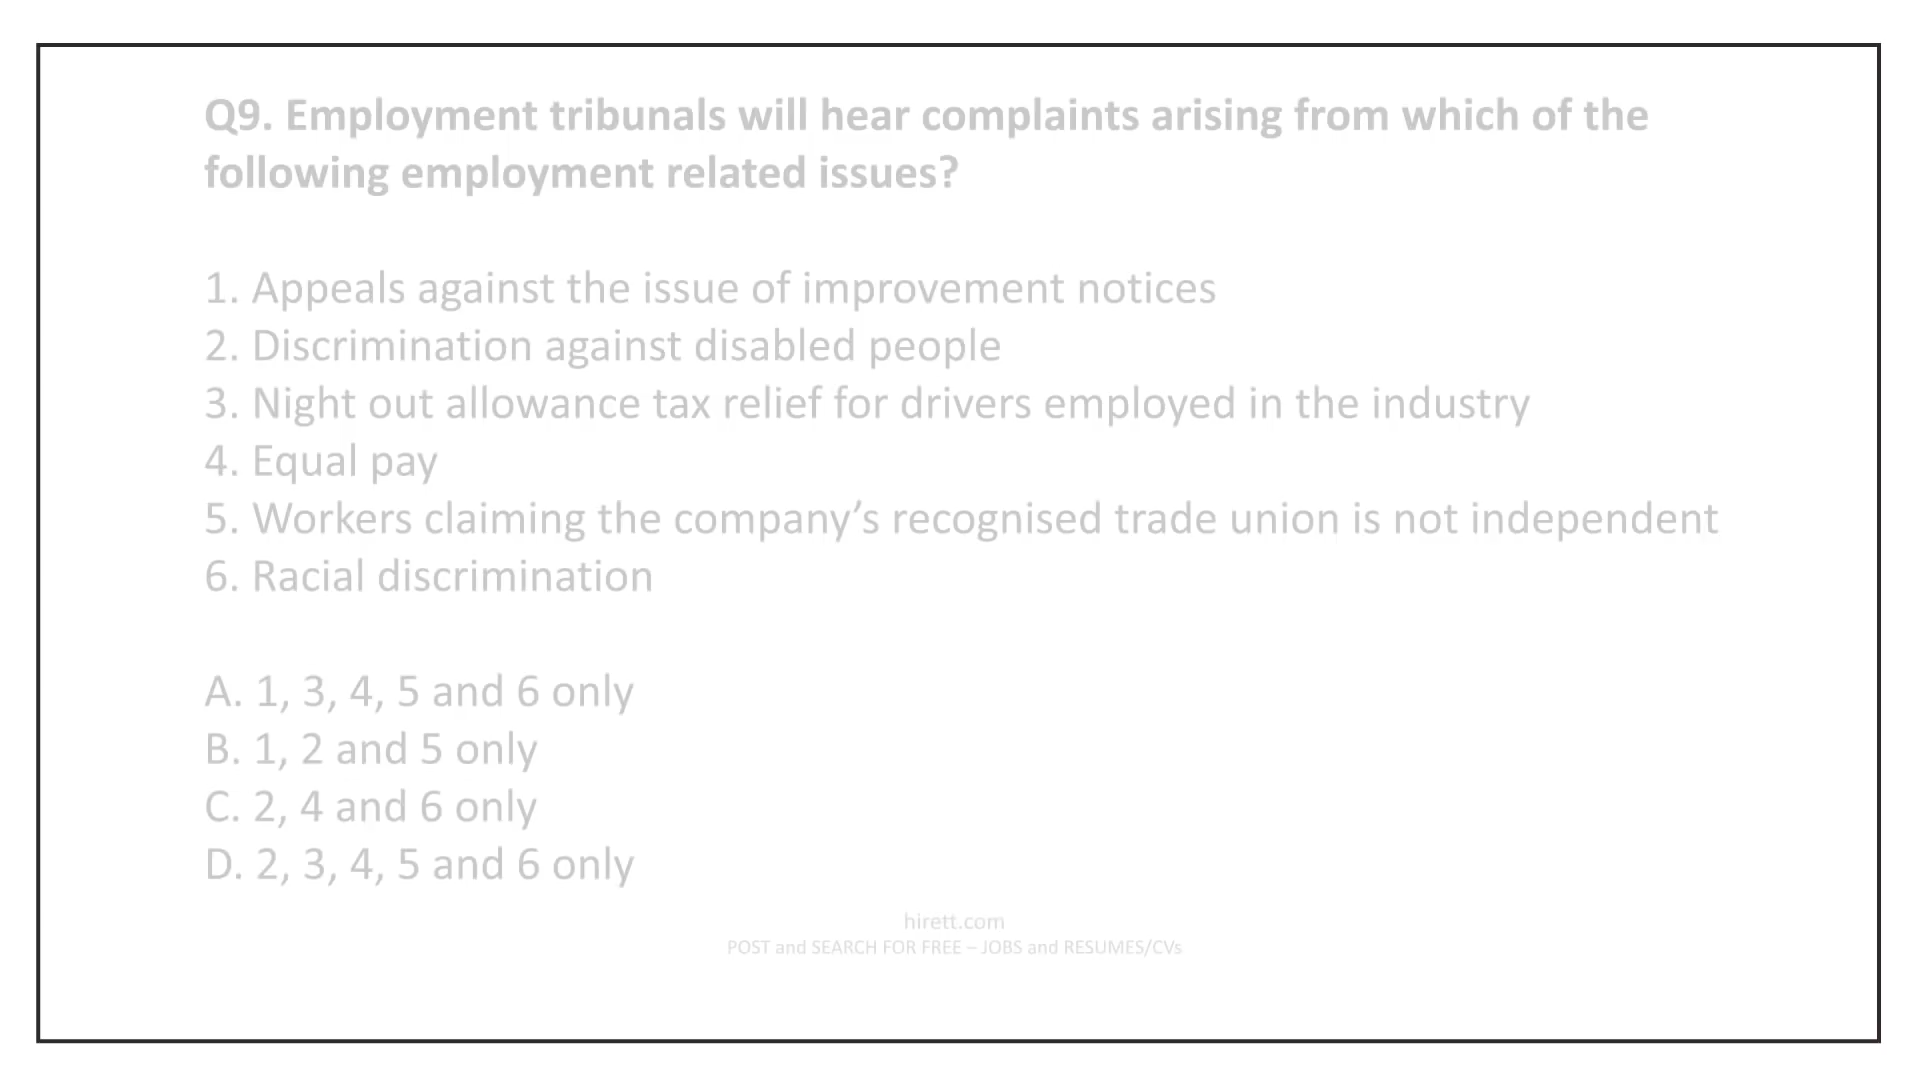 Q9. Employment tribunals will hear complaints arising from which of the
following employment related issues?
1. Appeals against the issue of improvement notices
2. Discrimination against disabled people
3. Night out allowance tax relief for drivers employed in the industry
4. Equal pay
5. Workers claiming the company’s recognised trade union is not independent
6. Racial discrimination
A. 1, 3, 4, 5 and 6 only
B. 1, 2 and 5 only
C. 2, 4 and 6 only
D. 2, 3, 4, 5 and 6 only
hirett.com
POST and SEARCH FOR FREE – JOBS and RESUMES/CVs